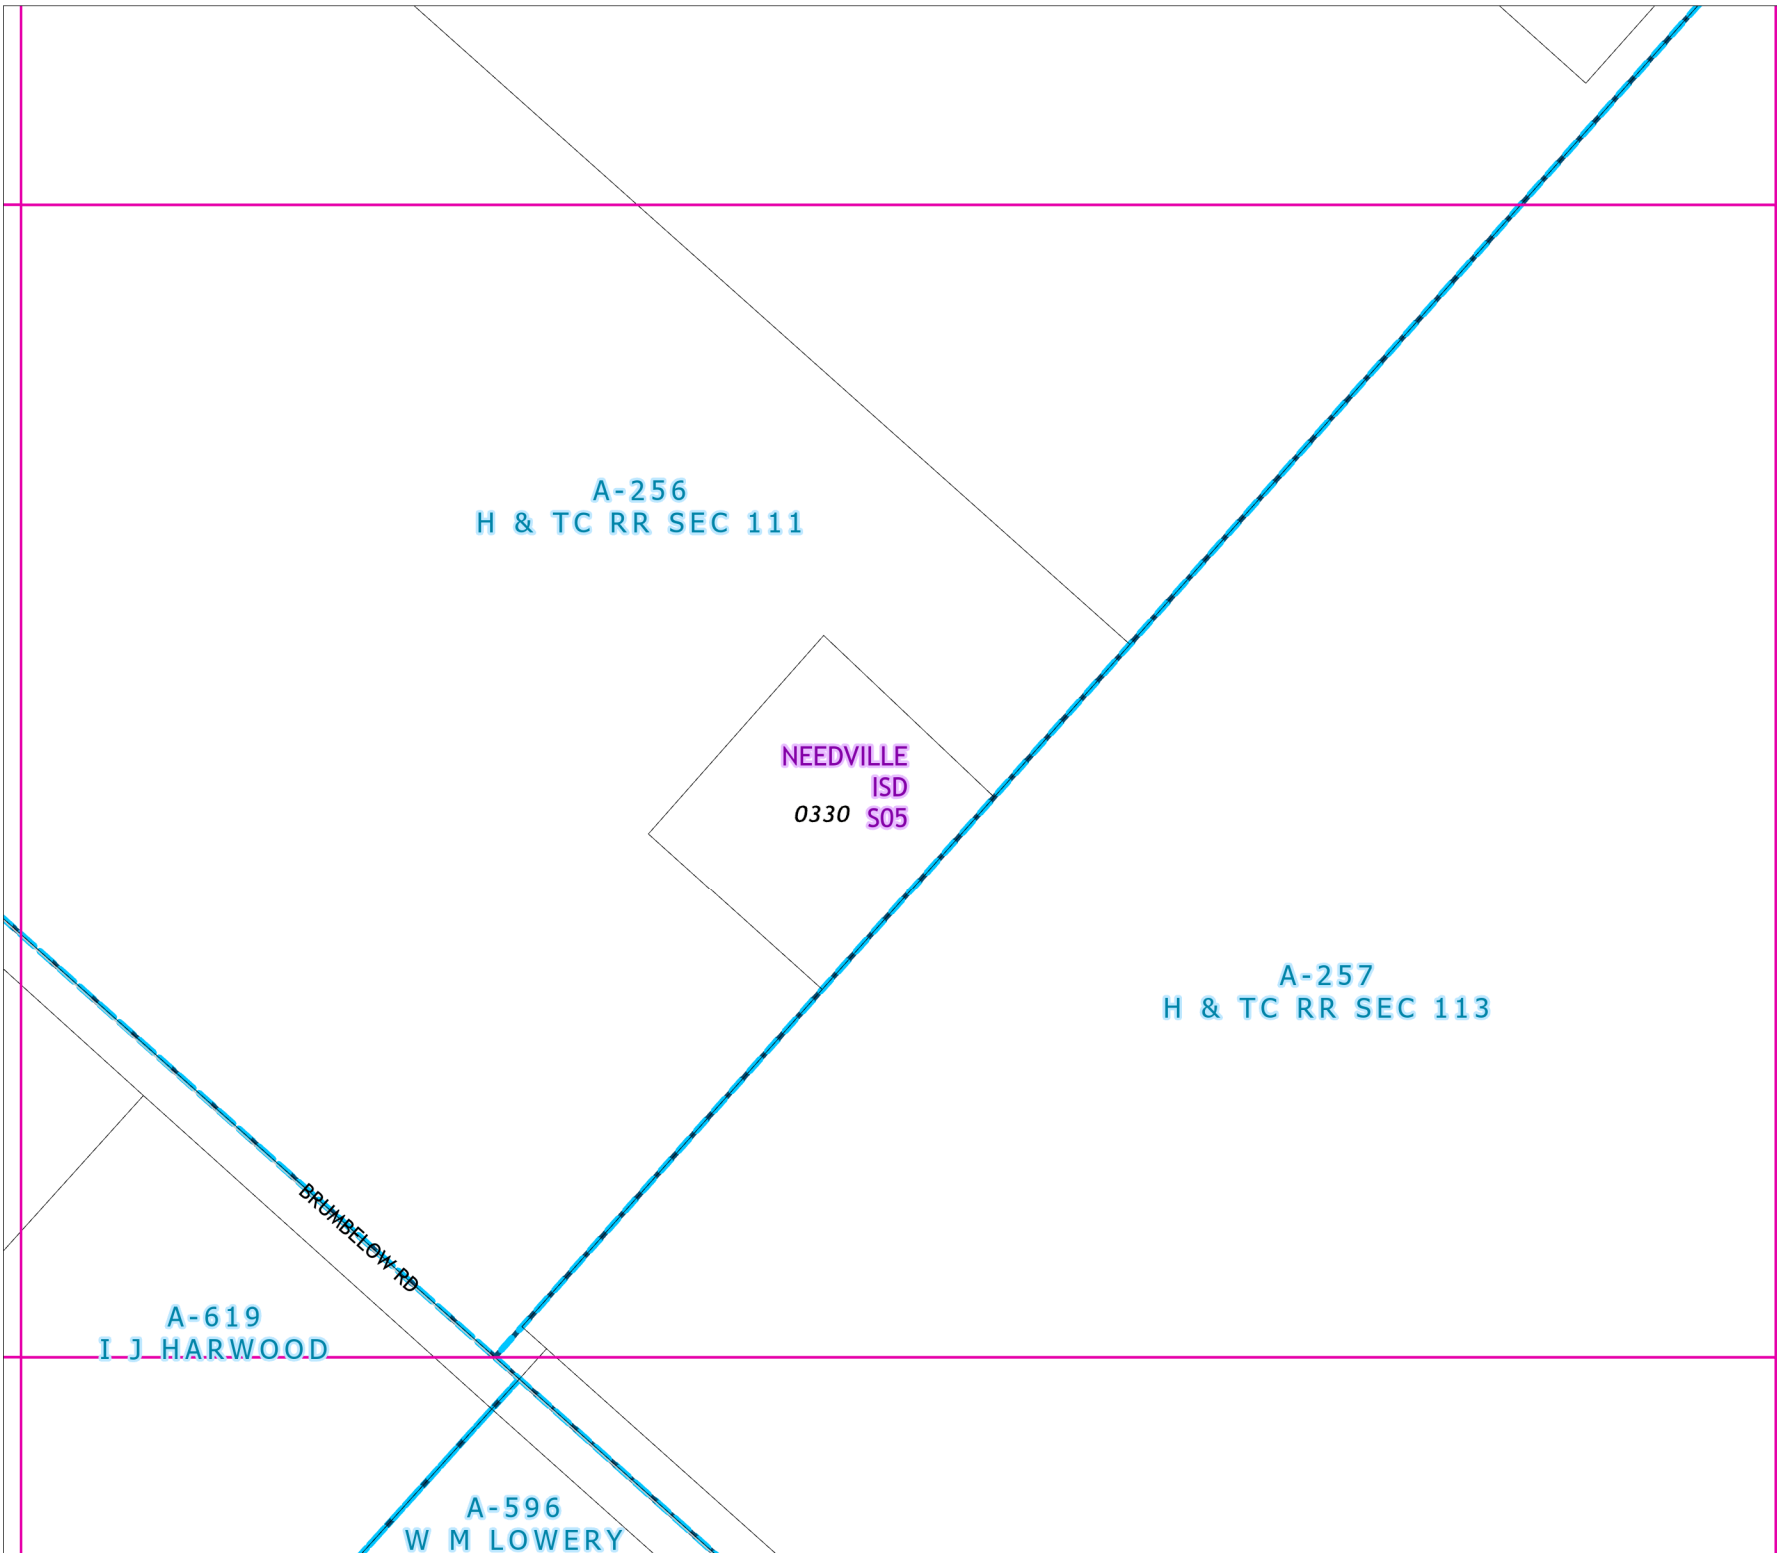 A-256
H & TC RR SEC 111
NEEDVILLE
ISD
0330 S05
A-257
H & TC RR SEC 113
BRUMBELOW RD
A-619
I J HARWOOD
A-596
W M LOWERY